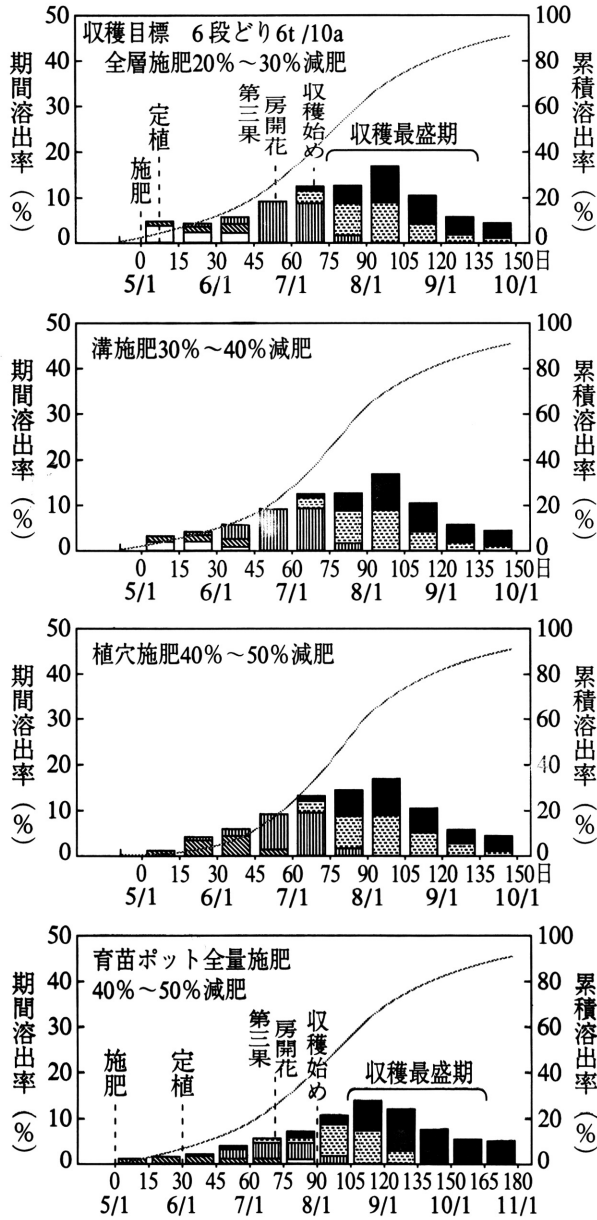 収穫目標 6段どり6t/10a
全層施肥20%～30%減肥
期間溶出率(%)
累積溶出率(%)
50
40
30
20
10
0
100
80
60
40
20
0
施肥
定植
第三果房開花
収穫始め
収穫最盛期
0 15 30 45 60 75 90 105 120 135 150日
5/1 6/1 7/1 8/1 9/1 10/1
溝施肥30%～40%減肥
期間溶出率(%)
累積溶出率(%)
50
40
30
20
10
0
100
80
60
40
20
0
0 15 30 45 60 75 90 105 120 135 150日
5/1 6/1 7/1 8/1 9/1 10/1
植穴施肥40%～50%減肥
期間溶出率(%)
累積溶出率(%)
50
40
30
20
10
0
100
80
60
40
20
0
0 15 30 45 60 75 90 105 120 135 150日
5/1 6/1 7/1 8/1 9/1 10/1
育苗ポット全量施肥
40%～50%減肥
期間溶出率(%)
累積溶出率(%)
50
40
30
20
10
0
100
80
60
40
20
0
施肥
定植
第三果房開花
収穫始め
収穫最盛期
0 15 30 45 60 75 90 105 120 135 150 165 180
5/1 6/1 7/1 8/1 9/1 10/1 11/1